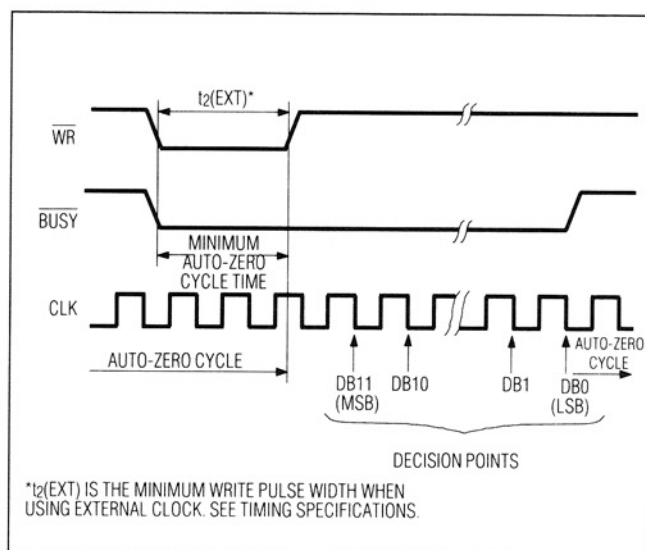 t2(EXT)*
WR
BUSY
MINIMUM
AUTO-ZERO
CYCLE TIME
CLK
AUTO-ZERO CYCLE
DB11
(MSB)
DB10
DB1
DB0
(LSB)
AUTO-ZERO
CYCLE
DECISION POINTS
*t2(EXT) IS THE MINIMUM WRITE PULSE WIDTH WHEN
USING EXTERNAL CLOCK. SEE TIMING SPECIFICATIONS.